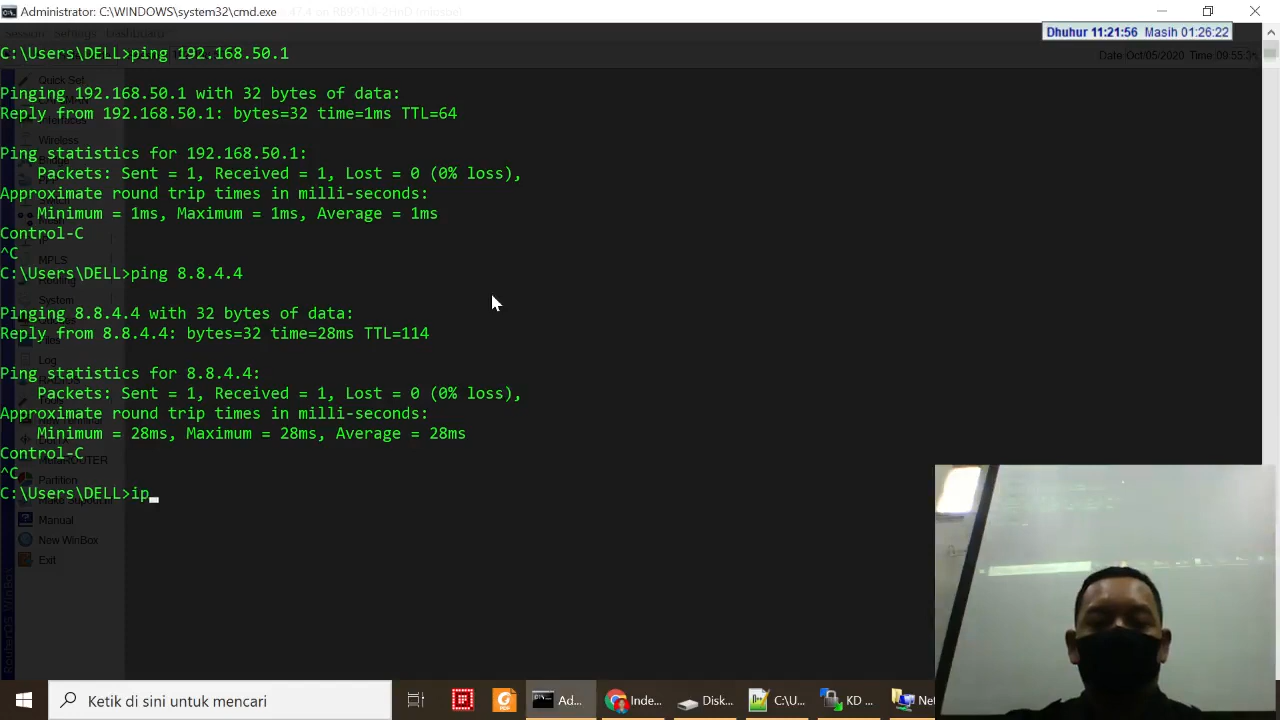 Administrator: C:\WINDOWS\system32\cmd.exe
Dhuhur 11:21:56 Masih 01:26:22
C:\Users\DELL>ping 192.168.50.1
Date: Oct/05/2020 Time: 09:55:3
Quick Set
Pinging 192.168.50.1 with 32 bytes of data:
Reply from 192.168.50.1: bytes=32 time=1ms TTL=64
Wireless
Ping statistics for 192.168.50.1:
Packets: Sent = 1, Received = 1, Lost = 0 (0% loss),
Approximate round trip times in milli-seconds:
Minimum = 1ms, Maximum = 1ms, Average = 1ms
Control-C
^C
MPLS
C:\Users\DELL>ping 8.8.4.4
System
Pinging 8.8.4.4 with 32 bytes of data:
Reply from 8.8.4.4: bytes=32 time=28ms TTL=114
Log
Ping statistics for 8.8.4.4:
Packets: Sent = 1, Received = 1, Lost = 0 (0% loss),
Approximate round trip times in milli-seconds:
Minimum = 28ms, Maximum = 28ms, Average = 28ms
Control-C
MetaROUTER
^C
Partition
C:\Users\DELL>ip
Manual
New WinBox
Exit
RouterOS WinBox
Ketik di sini untuk mencari
Ad...
Inde...
Disk...
C:\U...
KD ...
Net